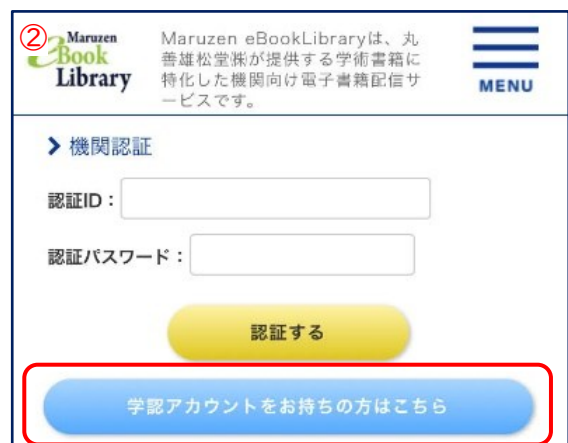 ②
Maruzen
eBook
Library
Maruzen eBookLibraryは、丸
善雄松堂㈱が提供する学術書籍に
特化した機関向け電子書籍配信サ
ービスです。
MENU
機関認証
認証ID：
認証パスワード：
認証する
学認アカウントをお持ちの方はこちら